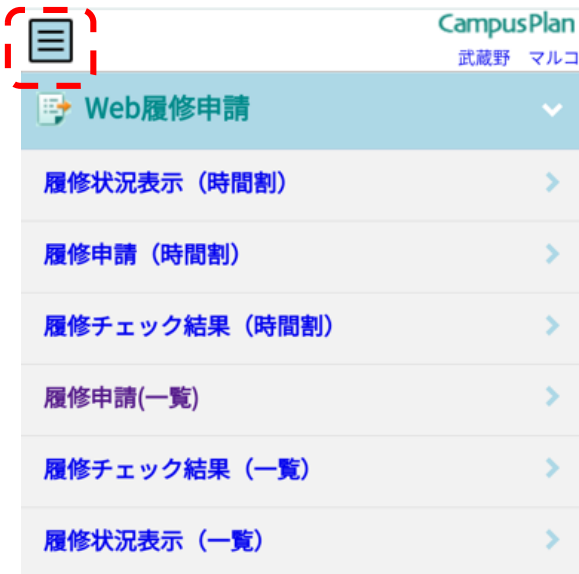 CampusPlan
武蔵野 マルコ
Web履修申請
履修状況表示（時間割）
履修申請（時間割）
履修チェック結果（時間割）
履修申請(一覧)
履修チェック結果（一覧）
履修状況表示（一覧）